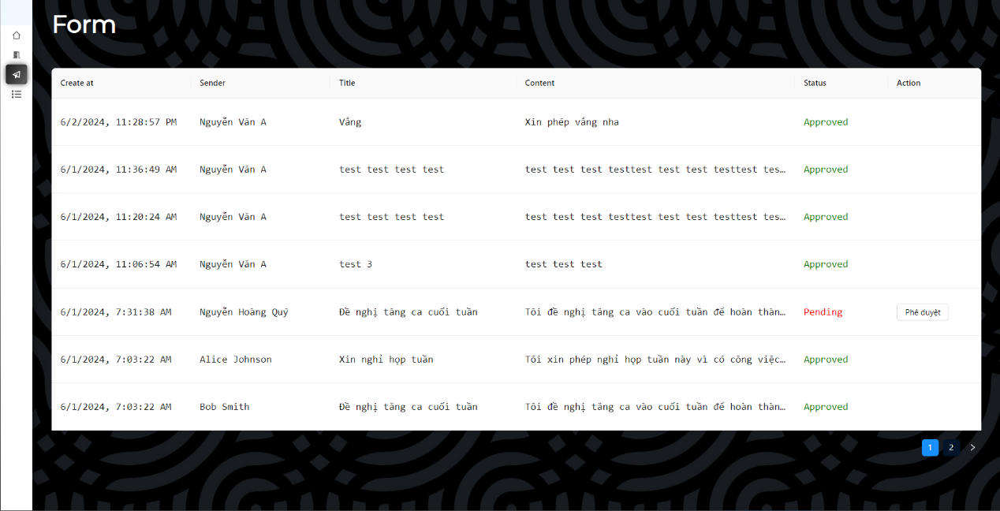 Form
Create at Sender Title Content Status Action
6/2/2024, 11:28:57 PM Nguyễn Văn A Vắng Xin phép vắng nha Approved
6/1/2024, 11:36:49 AM Nguyễn Văn A test test test test test test test testtest test test testtest tes… Approved
6/1/2024, 11:20:24 AM Nguyễn Văn A test test test test test test test testtest test test testtest tes… Approved
6/1/2024, 11:06:54 AM Nguyễn Văn A test 3 test test test Approved
6/1/2024, 7:31:38 AM Nguyễn Hoàng Quý Đề nghị tăng ca cuối tuần Tôi đề nghị tăng ca vào cuối tuần để hoàn thàn… Pending Phê duyệt
6/1/2024, 7:03:22 AM Alice Johnson Xin nghỉ họp tuần Tôi xin phép nghỉ họp tuần này vì có công việc… Approved
6/1/2024, 7:03:22 AM Bob Smith Đề nghị tăng ca cuối tuần Tôi đề nghị tăng ca vào cuối tuần để hoàn thàn… Approved
1 2 >